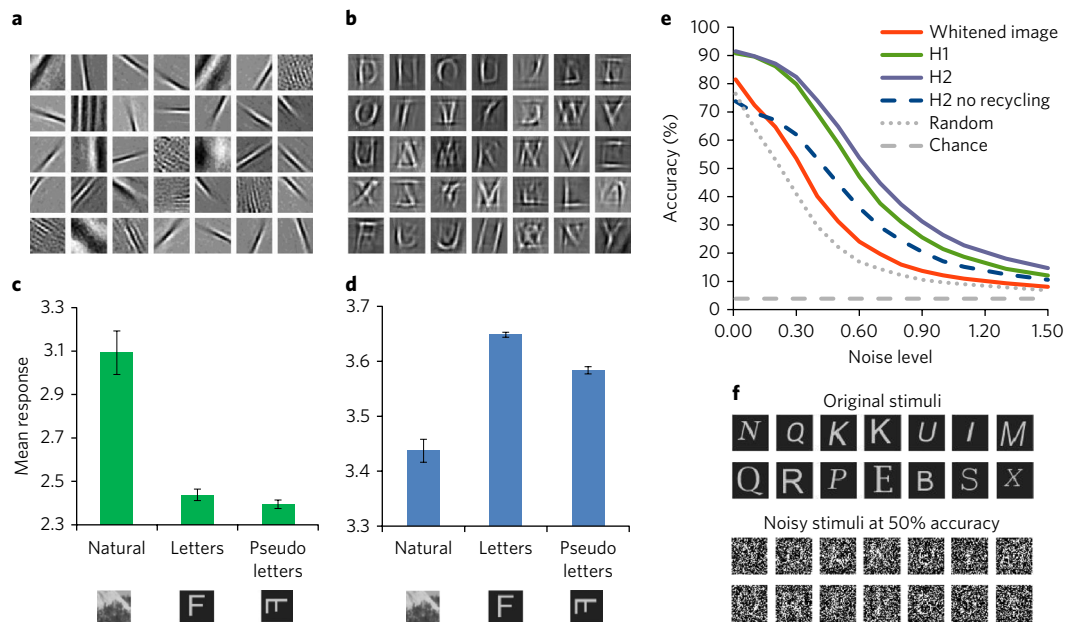 a
b
c
3.3
3.1
2.9
2.7
2.5
2.3
Mean response
Natural
Letters
Pseudo
letters
F
F
d
3.7
3.6
3.5
3.4
3.3
Natural
Letters
Pseudo
letters
F
F
e
100
90
80
70
60
50
40
30
20
10
0
Accuracy (%)
0.00 0.30 0.60 0.90 1.20 1.50
Noise level
Whitened image
H1
H2
H2 no recycling
Random
Chance
f
Original stimuli
N Q K K U I M
Q R P E B S X
Noisy stimuli at 50% accuracy